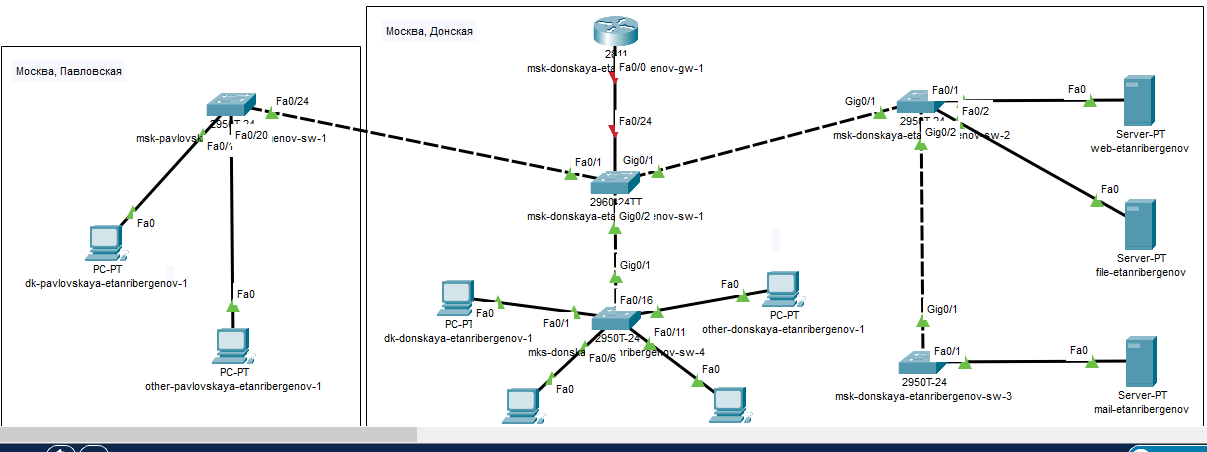 Москва, Павловская
Fa0/24
2950T-24
Fa0/20
Fa0/1
Fa0
PC-PT
dk-pavlovskaya-etanribergenov-1
Fa0
PC-PT
other-pavlovskaya-etanribergenov-1
Москва, Донская
2811
Fa0/0
Fa0/24
Fa0/1
Gig0/1
2960-24TT
Gig0/2
Gig0/1
Fa0/16
Fa0
PC-PT
dk-donskaya-etanribergenov-1
Fa0/1
2950T-24
Fa0/6
Fa0/11
Fa0
PC-PT
other-donskaya-etanribergenov-1
Fa0
Fa0
Gig0/1
Fa0/1
Fa0/2
Gig0/2
Fa0
Server-PT
web-etanribergenov
Fa0
Server-PT
file-etanribergenov
Gig0/1
Fa0/1
2950T-24
msk-donskaya-etanribergenov-sw-3
Fa0
Server-PT
mail-etanribergenov